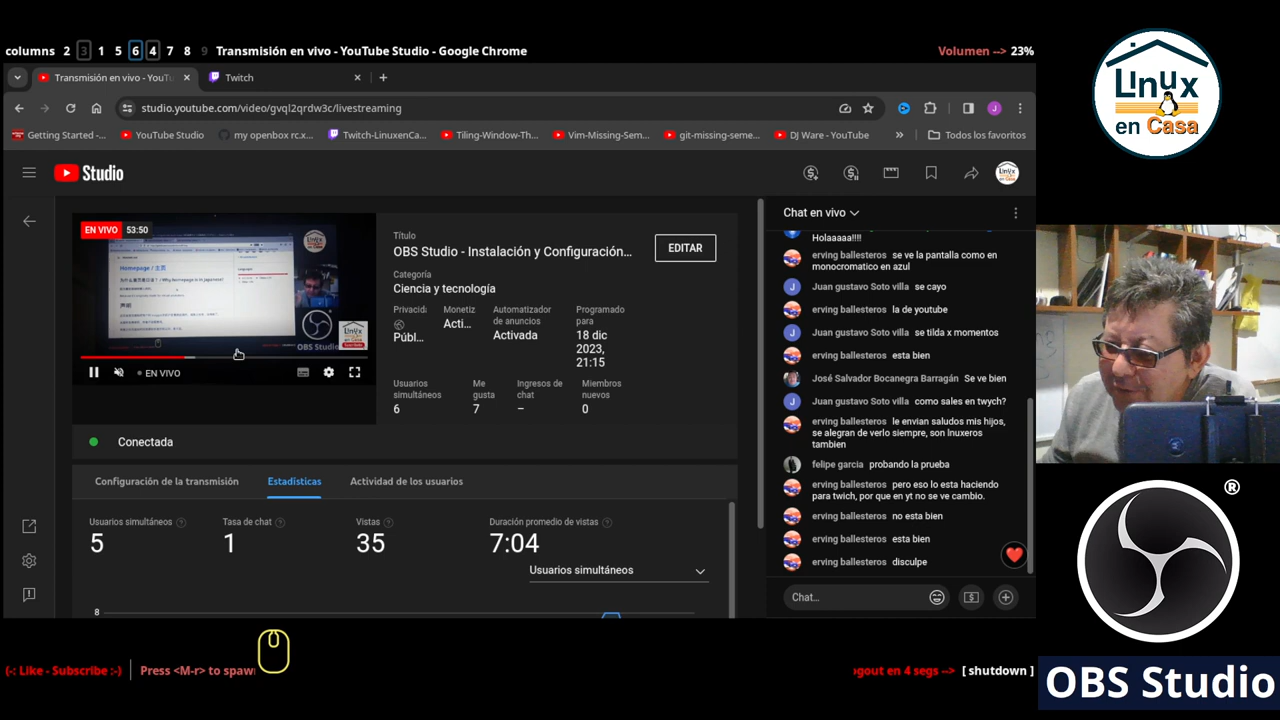 columns 2 3 1 5 6 4 7 8 9 Transmisión en vivo - YouTube Studio - Google Chrome
Volumen --> 23%
Transmisión en vivo - YouTu
Twitch
studio.youtube.com/video/gvql2qrdw3c/livestreaming
J
Getting Started -...
YouTube Studio
my openbox rc.x...
Twitch-LinuxenCa...
Tiling-Window-Th...
Vim-Missing-Sem...
git-missing-seme...
DJ Ware - YouTube
»
Todos los favoritos
Studio
EN VIVO 53:50
Homepage / 主页
OBS Studio
EN VIVO
Título
OBS Studio - Instalación y Configuración...
EDITAR
Categoría
Ciencia y tecnología
Privacid:
Públ...
Monetiz
Acti...
Automatizador
de anuncios
Activada
Programado
para
18 dic
2023,
21:15
Usuarios
simultáneos
6
Me
gusta
7
Ingresos de
chat
–
Miembros
nuevos
0
Conectada
Configuración de la transmisión
Estadísticas
Actividad de los usuarios
Usuarios simultáneos
5
Tasa de chat
1
Vistas
35
Duración promedio de vistas
7:04
Usuarios simultáneos
8
Chat en vivo
Holaaaaa!!!!
erving ballesteros se ve la pantalla como en
monocromatico en azul
Juan gustavo Soto villa se cayo
erving ballesteros la de youtube
Juan gustavo Soto villa se tilda x momentos
erving ballesteros esta bien
José Salvador Bocanegra Barragán Se ve bien
Juan gustavo Soto villa como sales en twych?
erving ballesteros le envian saludos mis hijos,
se alegran de verlo siempre, son lnuxeros
tambien
felipe garcia probando la prueba
erving ballesteros pero eso lo esta haciendo
para twich, por que en yt no se ve cambio.
erving ballesteros no esta bien
erving ballesteros esta bien
erving ballesteros disculpe
Chat...
(-: Like - Subscribe :-)
Press <M-r> to spaw
gout en 4 segs -->
[ shutdown ]
Linux
en Casa
®
OBS Studio